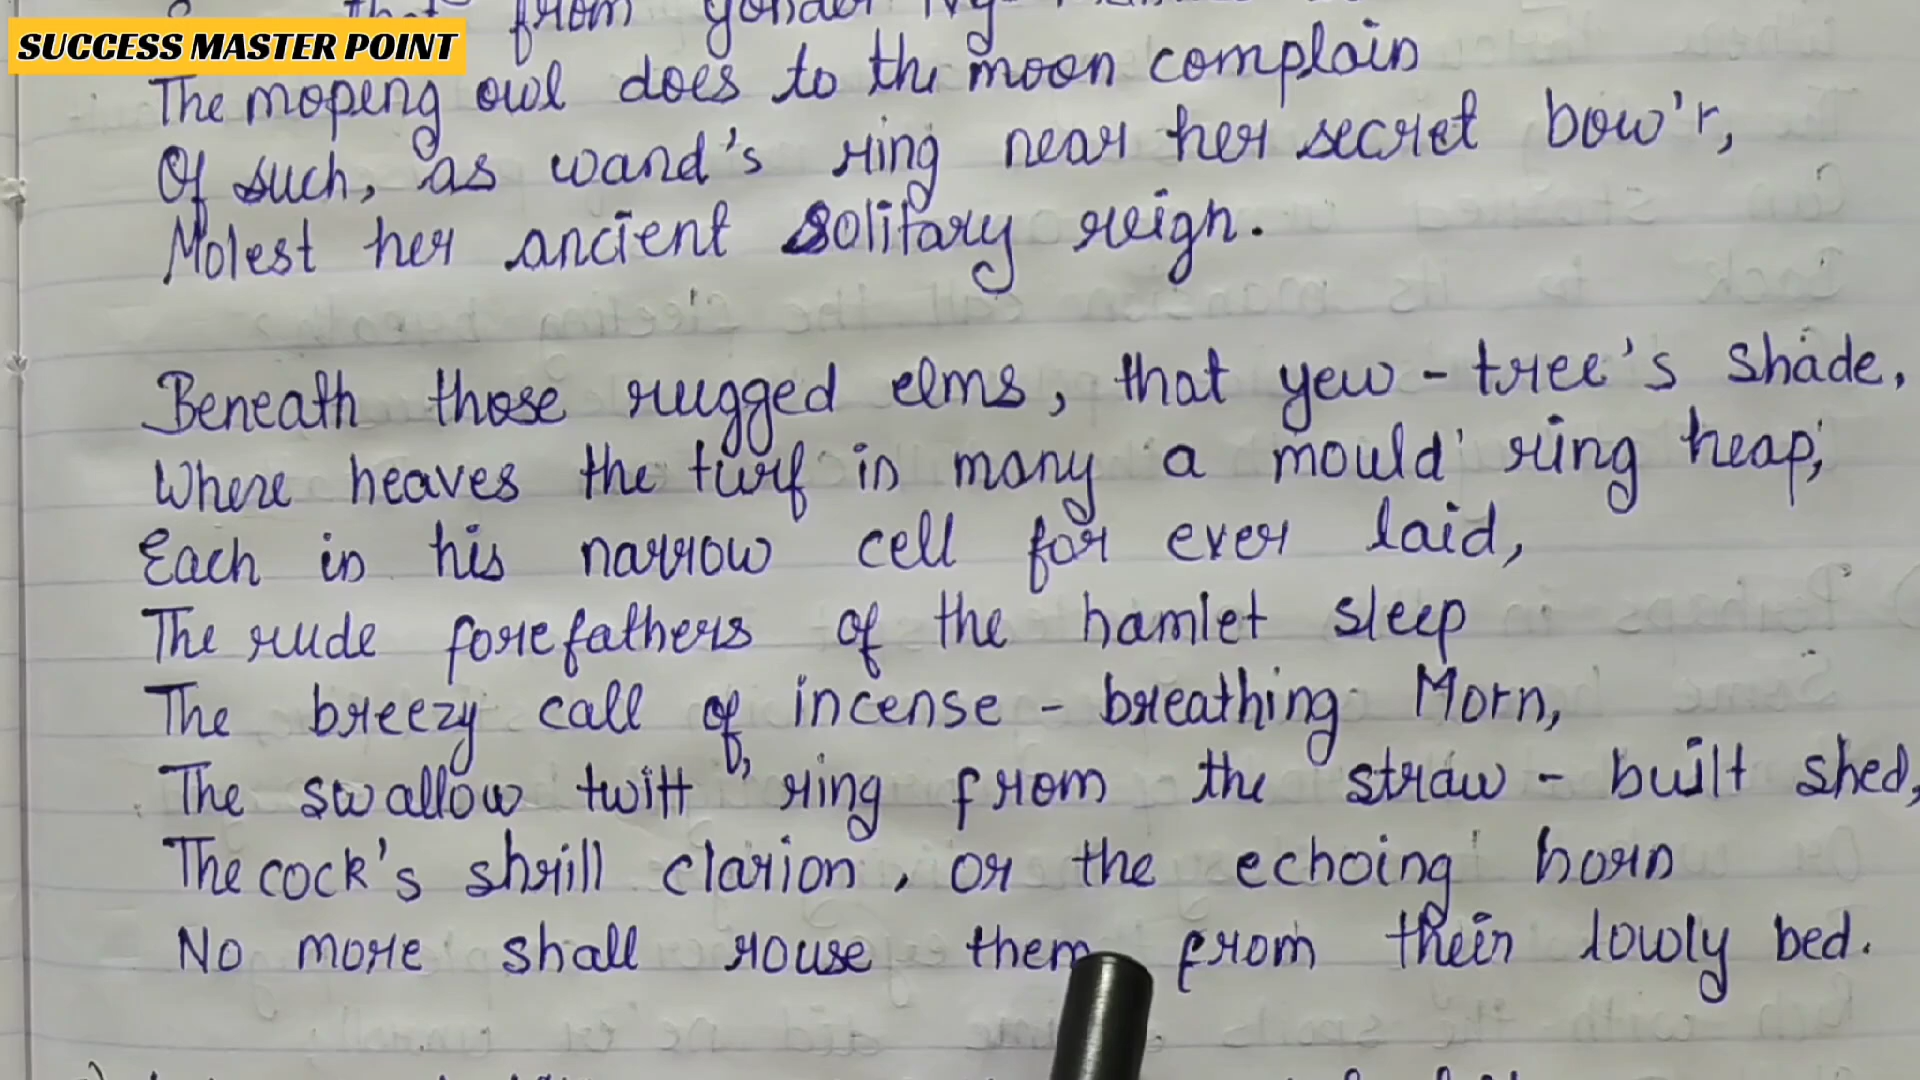 that from yonder
SUCCESS MASTER POINT
The moping owl does to the moon complain
Of such, as wand's ring near her secret bow'r,
Molest her ancient solitary reign.
Beneath those rugged elms, that yew - tree's shade,
Where heaves the turf in many a mould' ring heap,
Each in his narrow cell for ever laid,
The rude forefathers of the hamlet sleep
The breezy call of incense - breathing Morn,
The swallow twitt 'ring from the straw - built shed,
The cock's shrill clarion, or the echoing horn
No more shall rouse them from their lowly bed.